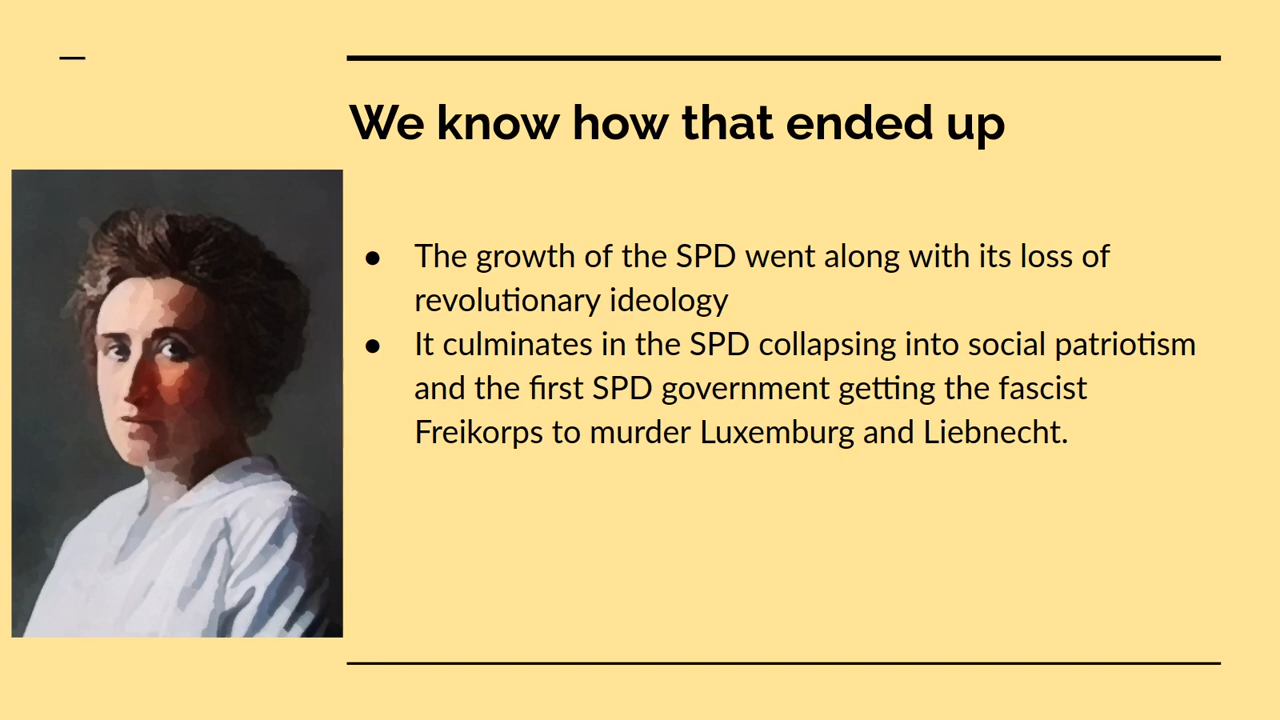 We know how that ended up
● The growth of the SPD went along with its loss of
revolutionary ideology
● It culminates in the SPD collapsing into social patriotism
and the first SPD government getting the fascist
Freikorps to murder Luxemburg and Liebnecht.